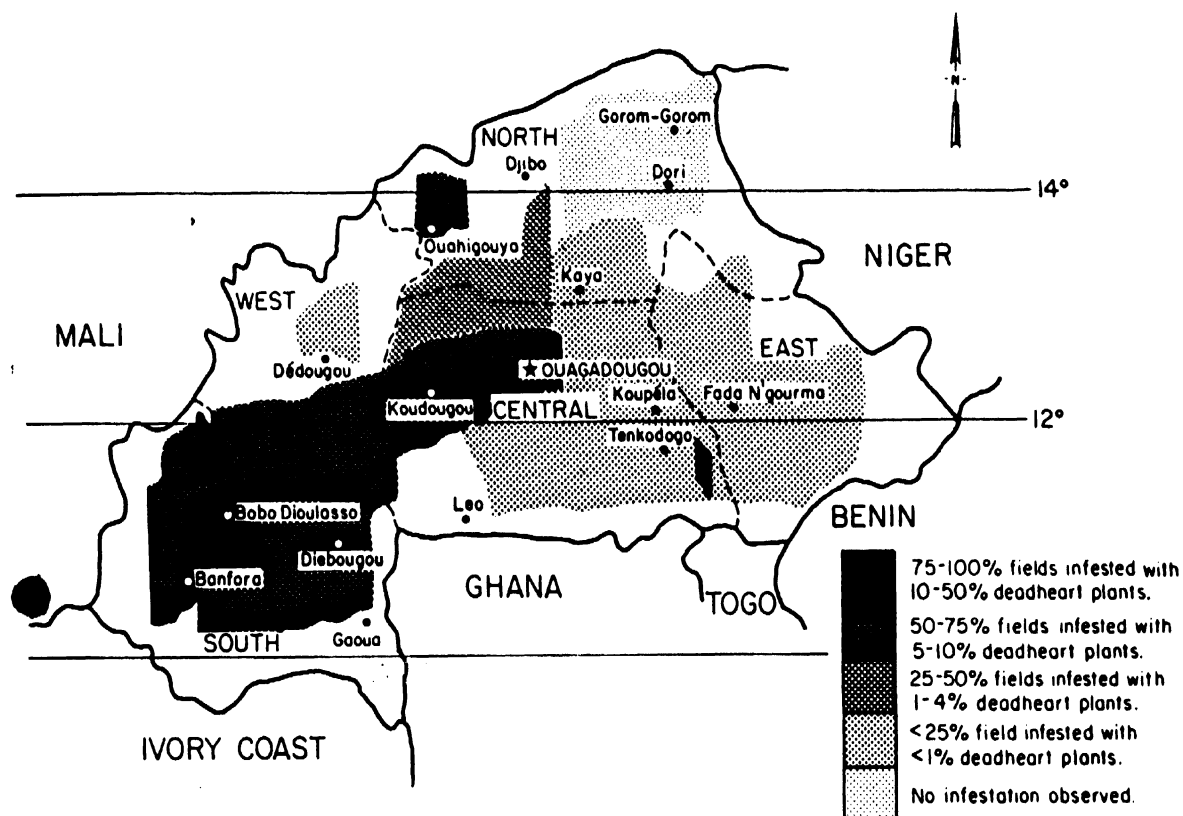 N
Gorom-Gorom
NORTH
Djibo
Dori
14°
Ouahigouya
NIGER
Kaya
WEST
MALI
EAST
Dédougou
★ OUAGADOUGOU
Koudougou
CENTRAL
Koupéla
Fada N'gourma
12°
Tenkodogo
Leo
Bobo Dioulasso
BENIN
Diebougou
Banfora
GHANA
TOGO
Gaoua
SOUTH
IVORY COAST
75-100% fields infested with
10-50% deadheart plants.
50-75% fields infested with
5-10% deadheart plants.
25-50% fields infested with
1-4% deadheart plants.
<25% field infested with
<1% deadheart plants.
No infestation observed.